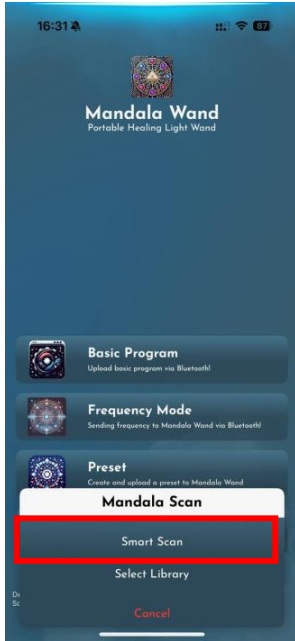 16:31
87
Mandala Wand
Portable Healing Light Wand
Basic Program
Upload basic program via Bluetooth!
Frequency Mode
Sending frequency to Mandala Wand via Bluetooth!
Preset
Create and upload a preset to Mandala Wand
Mandala Scan
Smart Scan
Select Library
Cancel